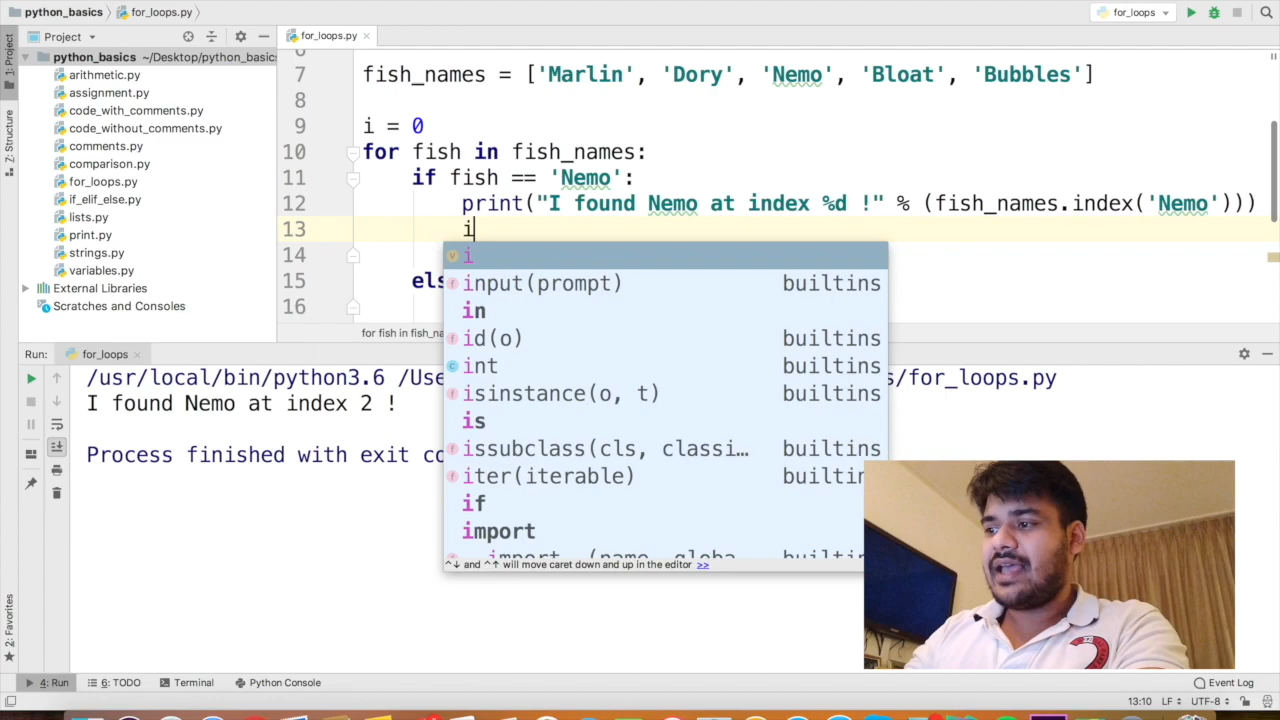 python_basics
for_loops.py
for_loops
1: Project
Z: Structure
2: Favorites
Project
python_basics ~/Desktop/python_basics
arithmetic.py
assignment.py
code_with_comments.py
code_without_comments.py
comments.py
comparison.py
for_loops.py
if_elif_else.py
lists.py
print.py
strings.py
variables.py
External Libraries
Scratches and Consoles
for_loops.py
6
7 fish_names = ['Marlin', 'Dory', 'Nemo', 'Bloat', 'Bubbles']
8
9 i = 0
10 for fish in fish_names:
11 if fish == 'Nemo':
12 print("I found Nemo at index %d !" % (fish_names.index('Nemo')))
13 i
14
15 els
16
for fish in fish_na
i
input(prompt) builtins
in
id(o) builtins
int builtins
isinstance(o, t) builtins
is
issubclass(cls, classi… builtins
iter(iterable) builtin
if
import
^↓ and ^↑ will move caret down and up in the editor >>
Run: for_loops
/usr/local/bin/python3.6 /Use s/for_loops.py
I found Nemo at index 2 !
Process finished with exit co
4: Run
6: TODO
Terminal
Python Console
Event Log
13:10 LF UTF-8